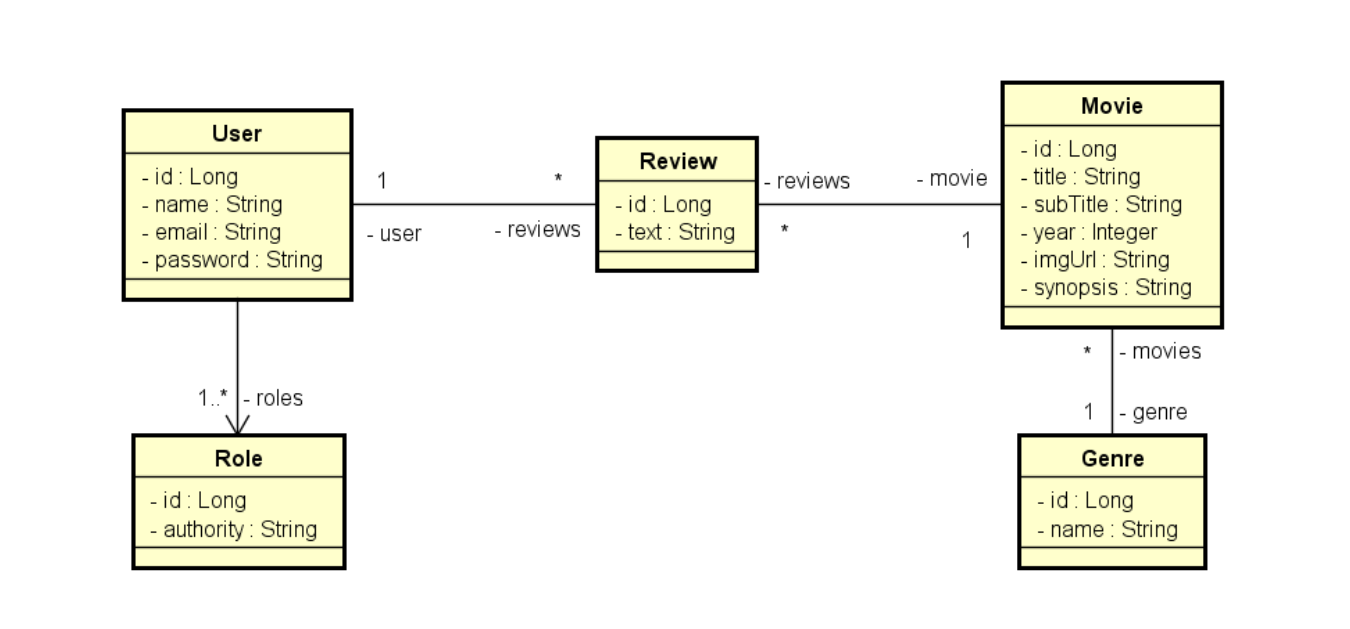 User
- id : Long
- name : String
- email : String
- password : String
1
*
- user
- reviews
Review
- id : Long
- text : String
- reviews
- movie
*
1
Movie
- id : Long
- title : String
- subTitle : String
- year : Integer
- imgUrl : String
- synopsis : String
1..*
- roles
* - movies
1 - genre
Role
- id : Long
- authority : String
Genre
- id : Long
- name : String